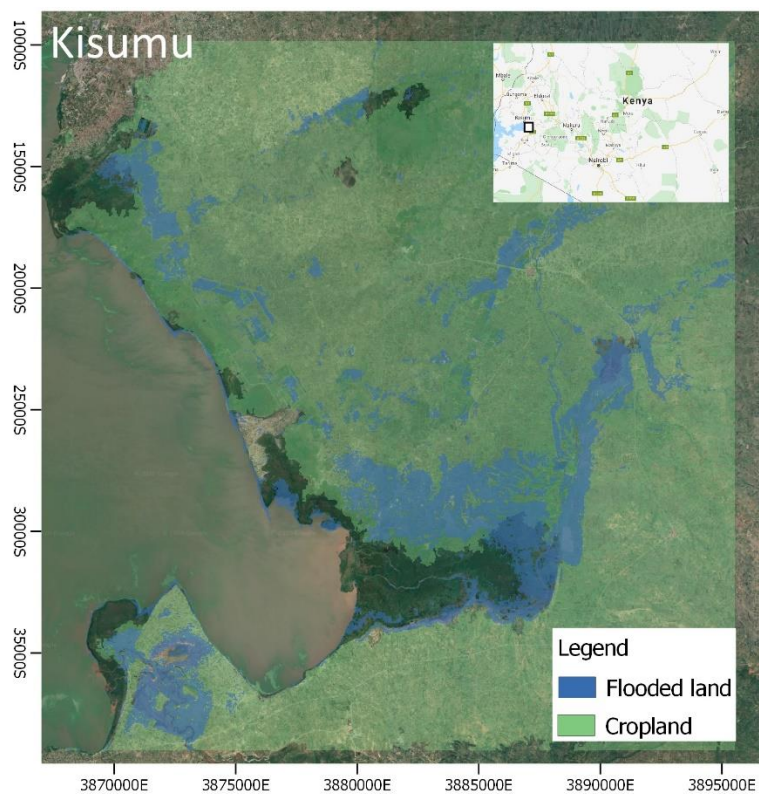 Kisumu
10000S
15000S
20000S
25000S
30000S
35000S
Kenya
Nakuru
Nairobi
Legend
Flooded land
Cropland
3870000E
3875000E
3880000E
3885000E
3890000E
3895000E